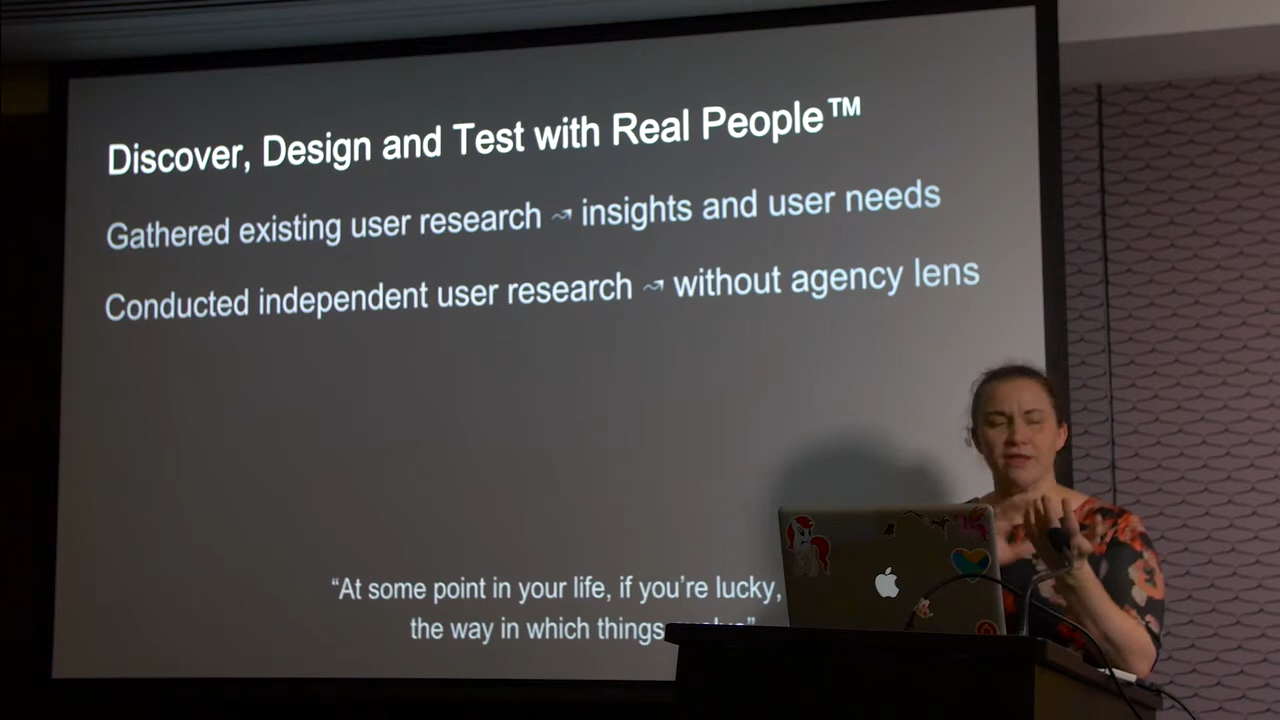 Discover, Design and Test with Real People™
Gathered existing user research ⤳ insights and user needs
Conducted independent user research ⤳ without agency lens
“At some point in your life, if you’re lucky,
the way in which things